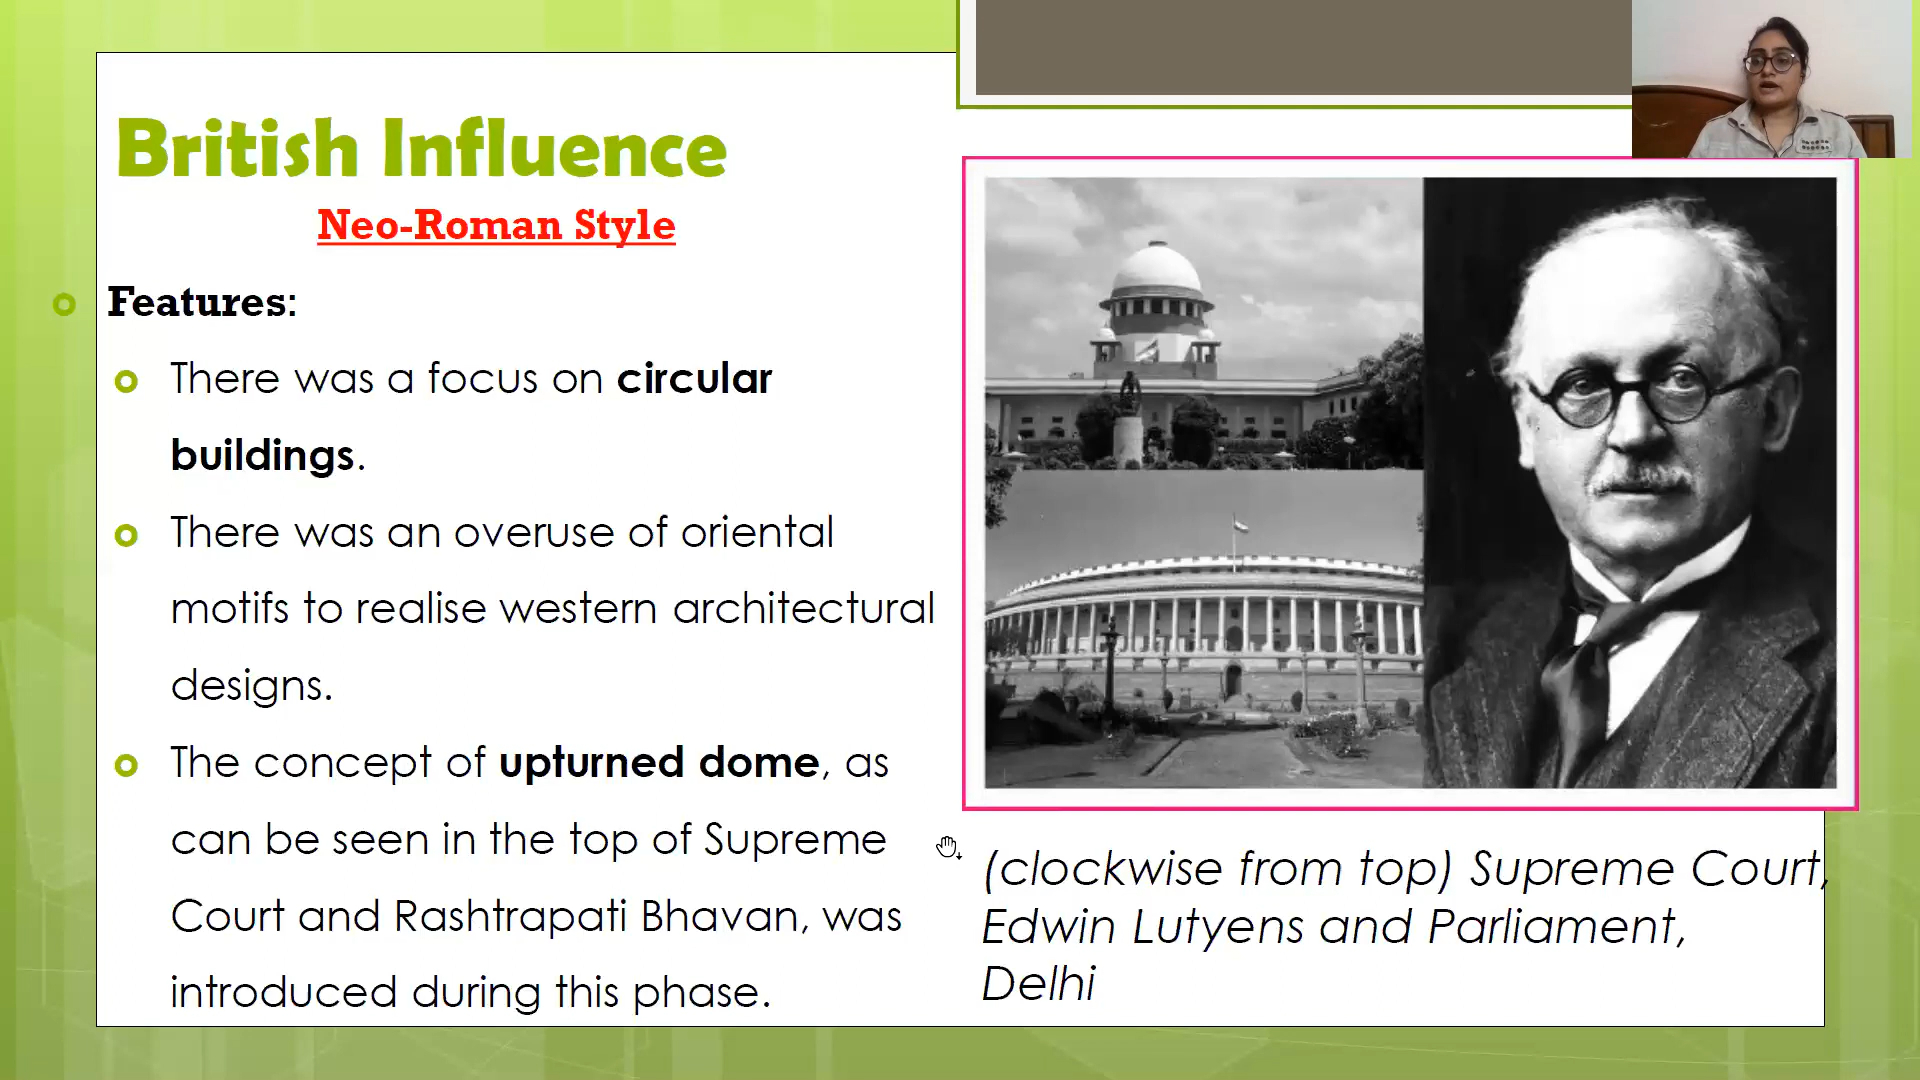 British Influence
Neo-Roman Style
Features:
There was a focus on circular
buildings.
There was an overuse of oriental
motifs to realise western architectural
designs.
The concept of upturned dome, as
can be seen in the top of Supreme
Court and Rashtrapati Bhavan, was
introduced during this phase.
(clockwise from top) Supreme Court,
Edwin Lutyens and Parliament,
Delhi